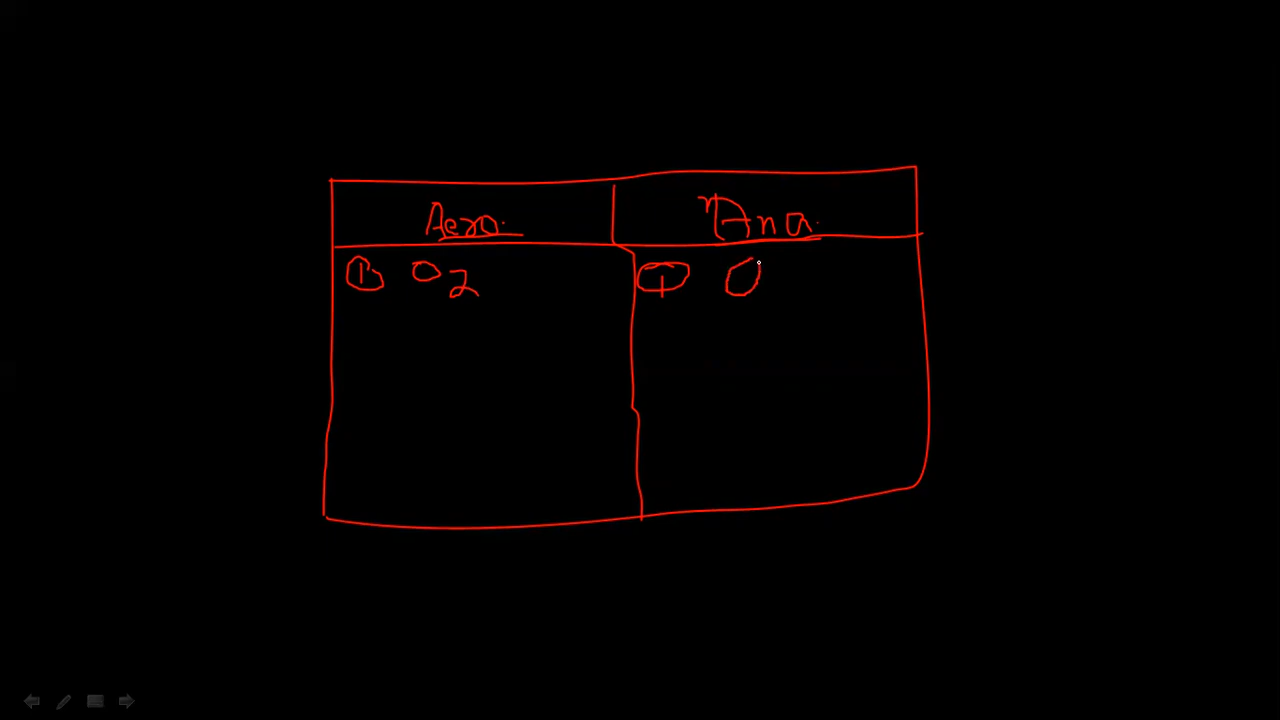 Aero. Ana.
① O2 ① O